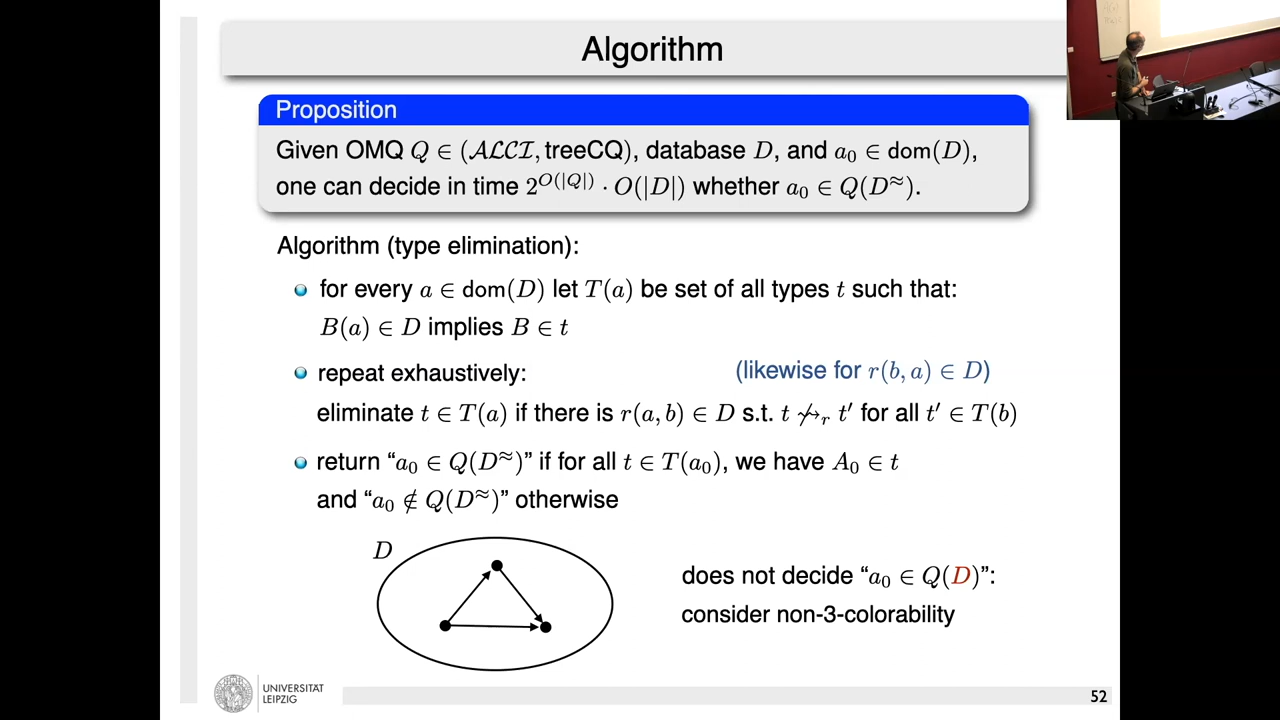 Algorithm
Proposition
Given OMQ Q ∈ (𝒜ℒ𝒞ℐ, treeCQ), database D, and a₀ ∈ dom(D),
one can decide in time 2^{O(|Q|)} · O(|D|) whether a₀ ∈ Q(D^≈).
Algorithm (type elimination):
for every a ∈ dom(D) let T(a) be set of all types t such that:
B(a) ∈ D implies B ∈ t
repeat exhaustively: (likewise for r(b, a) ∈ D)
eliminate t ∈ T(a) if there is r(a, b) ∈ D s.t. t ↛ᵣ t′ for all t′ ∈ T(b)
return “a₀ ∈ Q(D^≈)” if for all t ∈ T(a₀), we have A₀ ∈ t
and “a₀ ∉ Q(D^≈)” otherwise
D
does not decide “a₀ ∈ Q(D)”:
consider non-3-colorability
UNIVERSITÄT
LEIPZIG
52